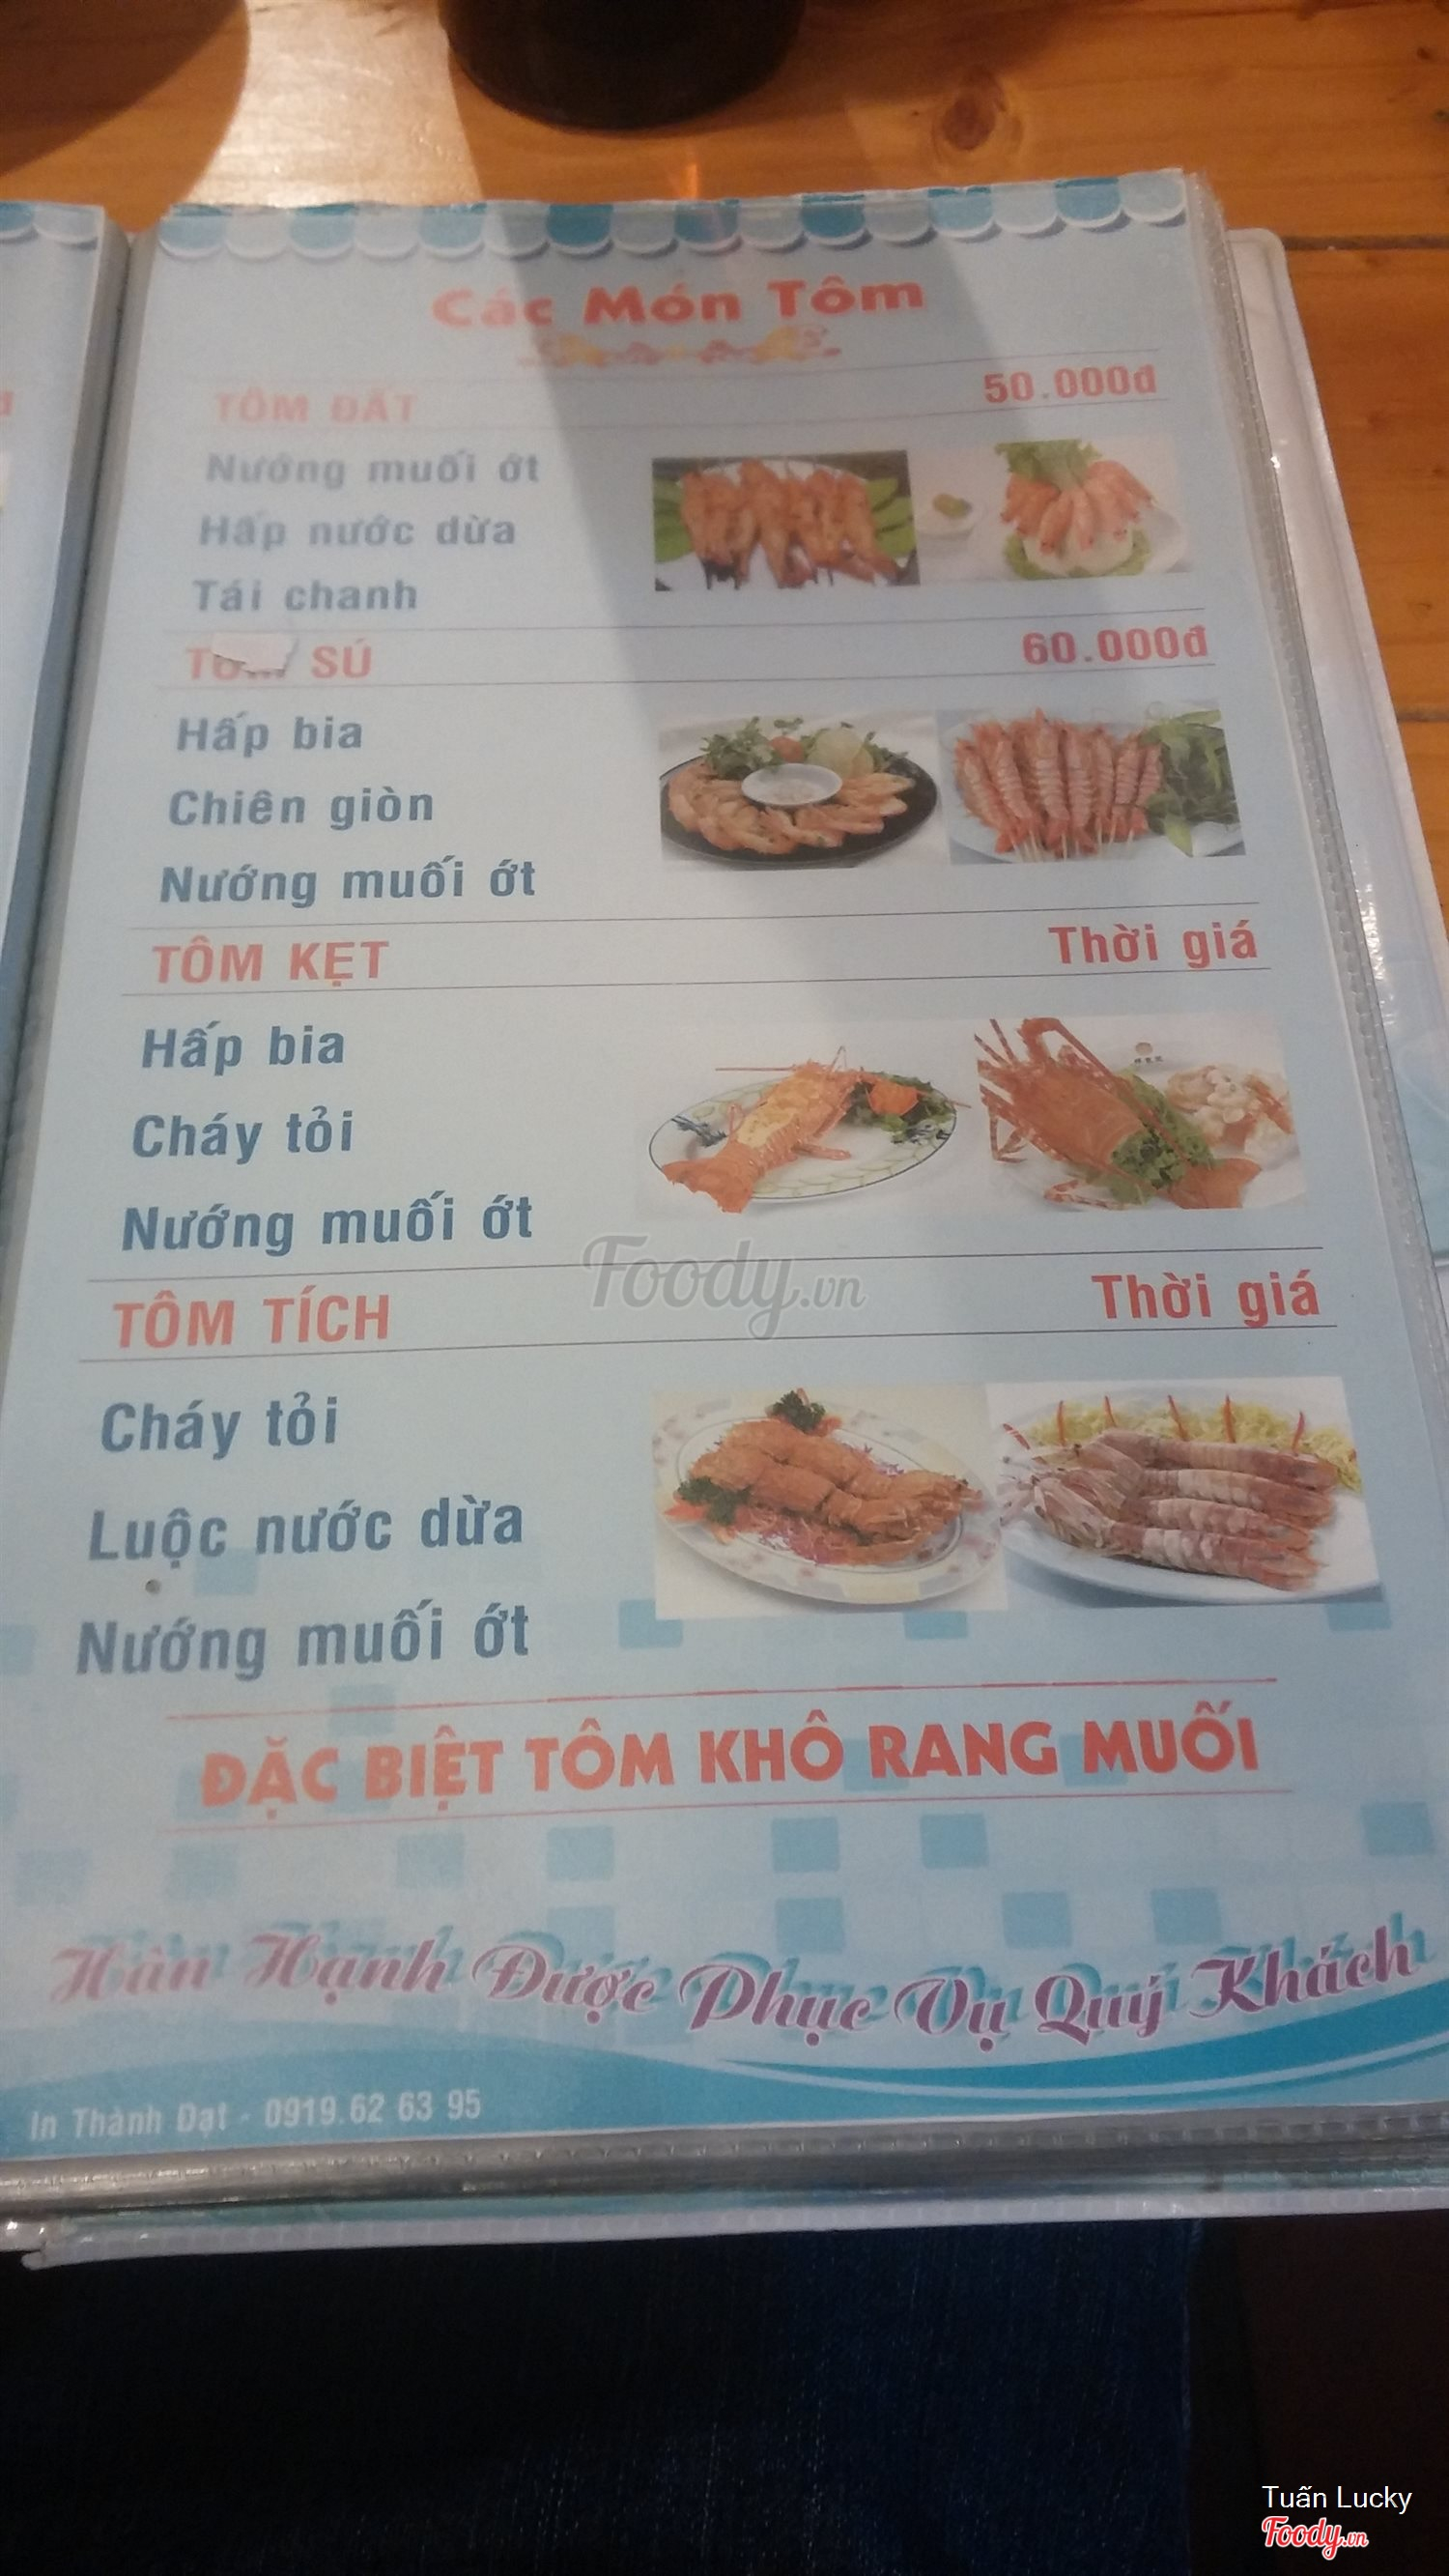 Các Món Tôm
TÔM ĐẤT 50.000đ
Nướng muối ớt
Hấp nước dừa
Tái chanh
SÚ 60.000đ
Hấp bia
Chiên giòn
Nướng muối ớt
TÔM KẸT Thời giá
Hấp bia
Cháy tỏi
Nướng muối ớt
Foody.vn
TÔM TÍCH Thời giá
Cháy tỏi
Luộc nước dừa
Nướng muối ớt
ĐẶC BIỆT TÔM KHÔ RANG MUỐI
Hân Hạnh Được Phục Vụ Quý Khách
In Thành Đạt - 0919.62 63 95
Tuấn Lucky
Foody.vn